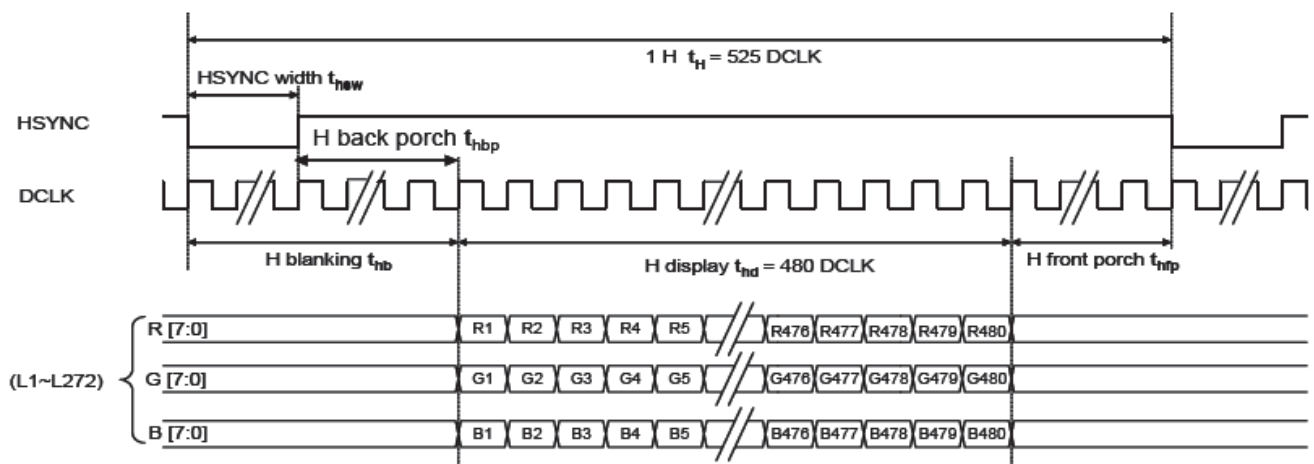 1 H t_H = 525 DCLK
HSYNC width t_hsw
HSYNC
H back porch t_hbp
DCLK
H blanking t_hb
H display t_hd = 480 DCLK
H front porch t_hfp
(L1~L272)
R [7:0] R1 R2 R3 R4 R5 R476 R477 R478 R479 R480
G [7:0] G1 G2 G3 G4 G5 G476 G477 G478 G479 G480
B [7:0] B1 B2 B3 B4 B5 B476 B477 B478 B479 B480